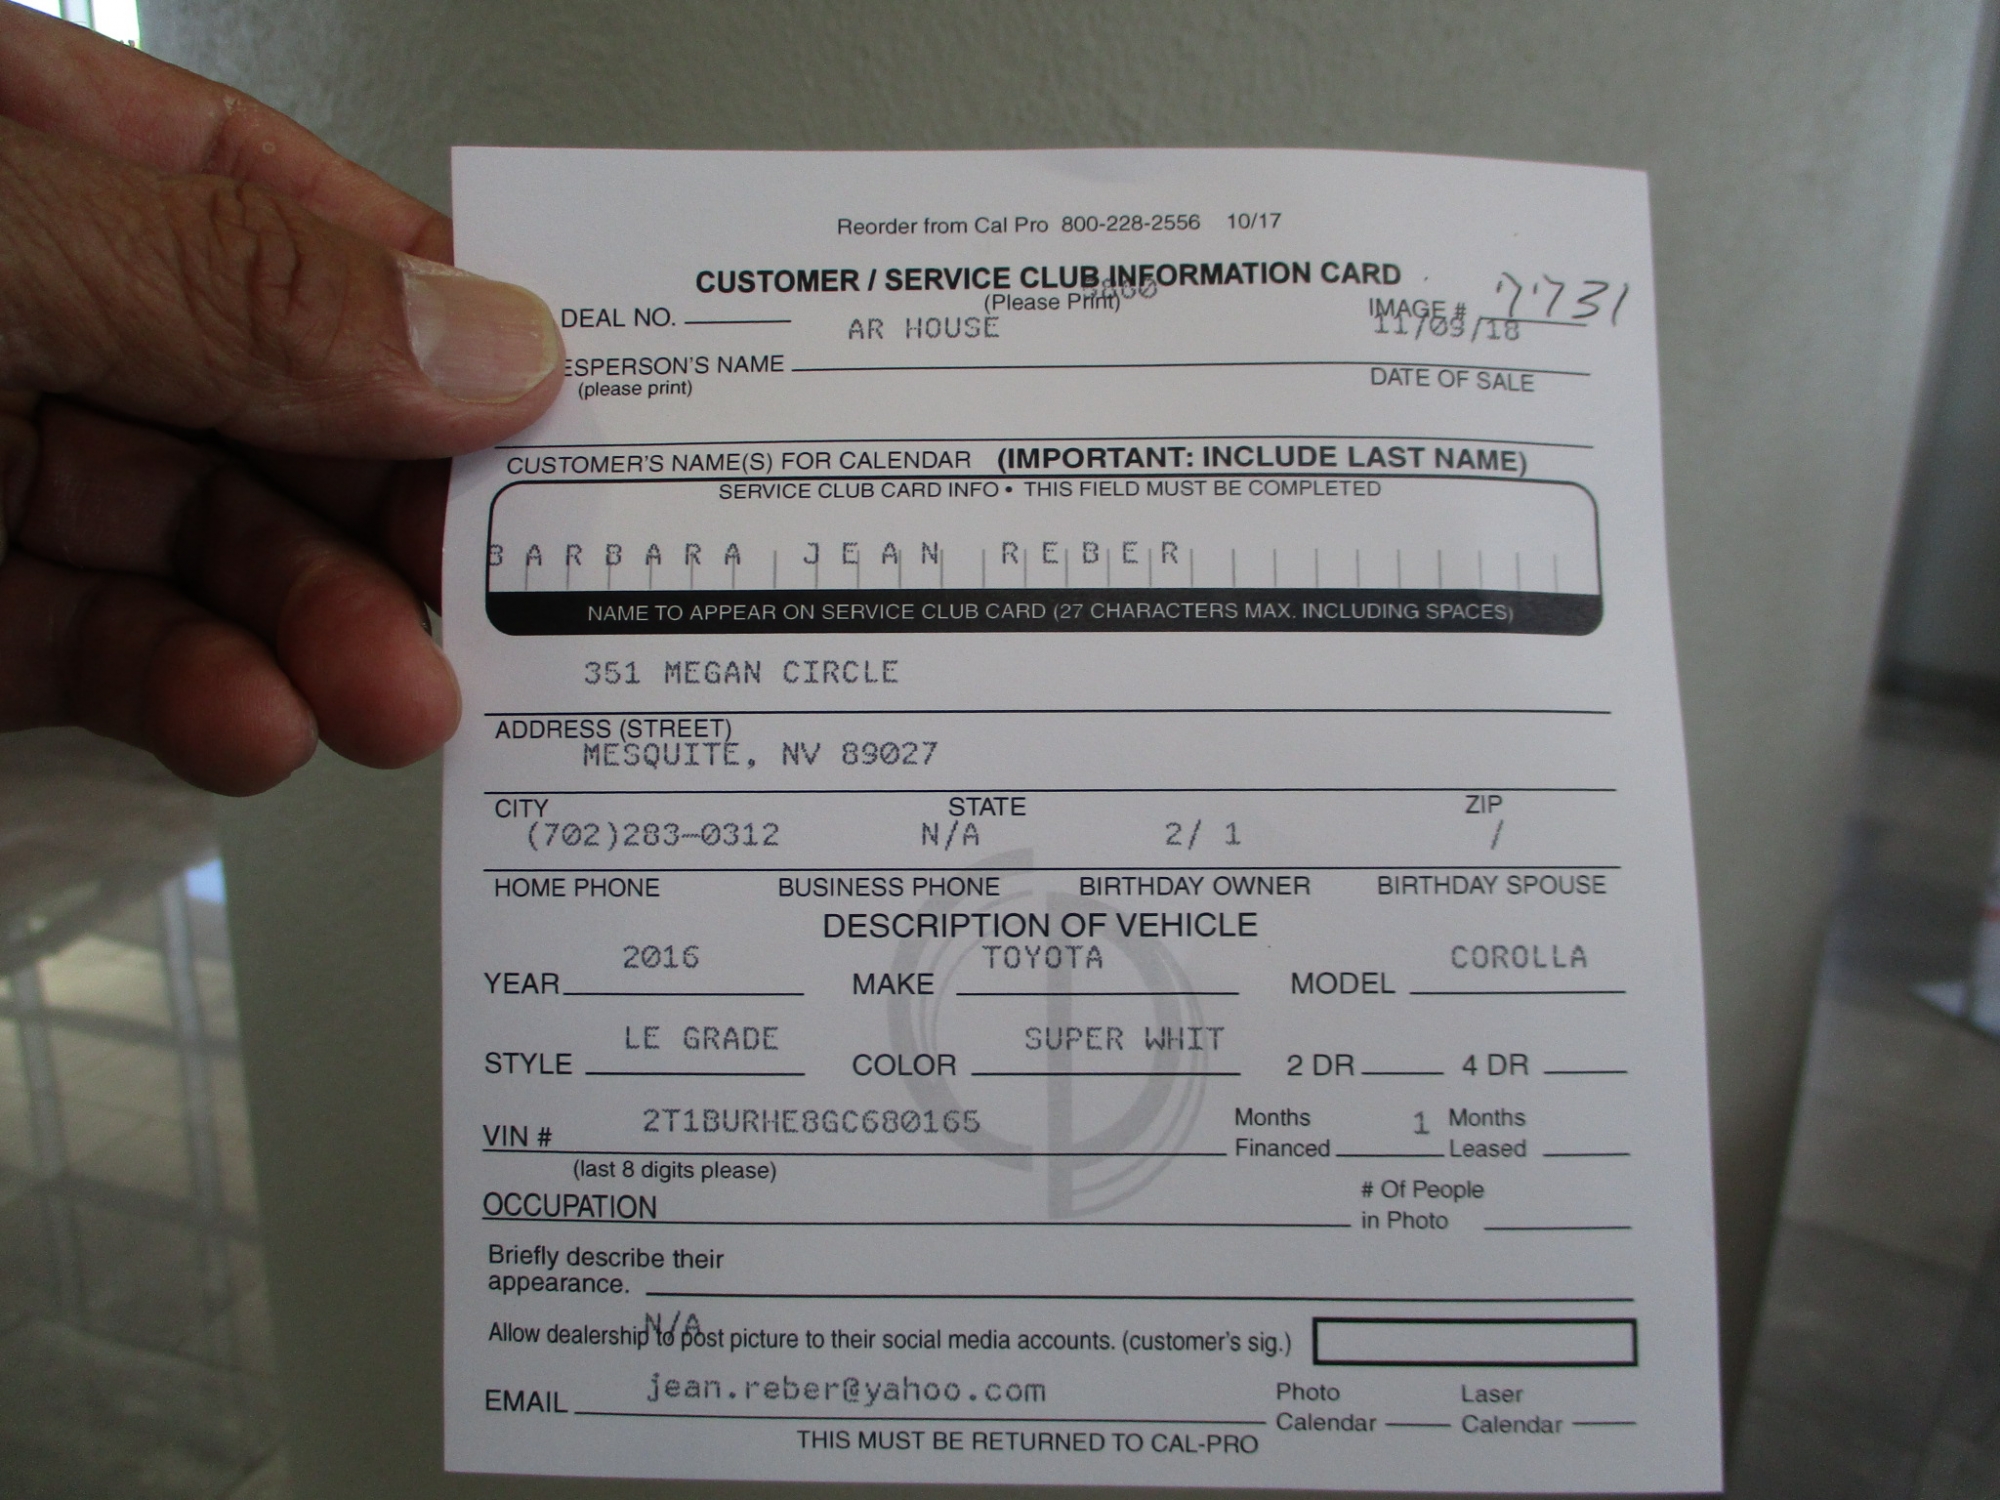 Reorder from Cal Pro 800-228-2556 10/17
CUSTOMER / SERVICE CLUB INFORMATION CARD
(Please Print)
DEAL NO. AR HOUSE IMAGE # 7731
11/09/18
ESPERSON'S NAME
(please print) DATE OF SALE
CUSTOMER'S NAME(S) FOR CALENDAR (IMPORTANT: INCLUDE LAST NAME)
SERVICE CLUB CARD INFO • THIS FIELD MUST BE COMPLETED
BARBARA JEAN REBER
NAME TO APPEAR ON SERVICE CLUB CARD (27 CHARACTERS MAX. INCLUDING SPACES)
351 MEGAN CIRCLE
ADDRESS (STREET)
MESQUITE, NV 89027
CITY STATE ZIP
(702)283-0312 N/A 2/ 1 /
HOME PHONE BUSINESS PHONE BIRTHDAY OWNER BIRTHDAY SPOUSE
DESCRIPTION OF VEHICLE
2016 TOYOTA COROLLA
YEAR MAKE MODEL
LE GRADE SUPER WHIT
STYLE COLOR 2 DR 4 DR
2T1BURHE8GC680165 Months 1 Months
VIN # Financed Leased
(last 8 digits please)
# Of People
OCCUPATION in Photo
Briefly describe their
appearance.
N/A
Allow dealership to post picture to their social media accounts. (customer's sig.)
jean.reber@yahoo.com Photo Laser
EMAIL Calendar Calendar
THIS MUST BE RETURNED TO CAL-PRO